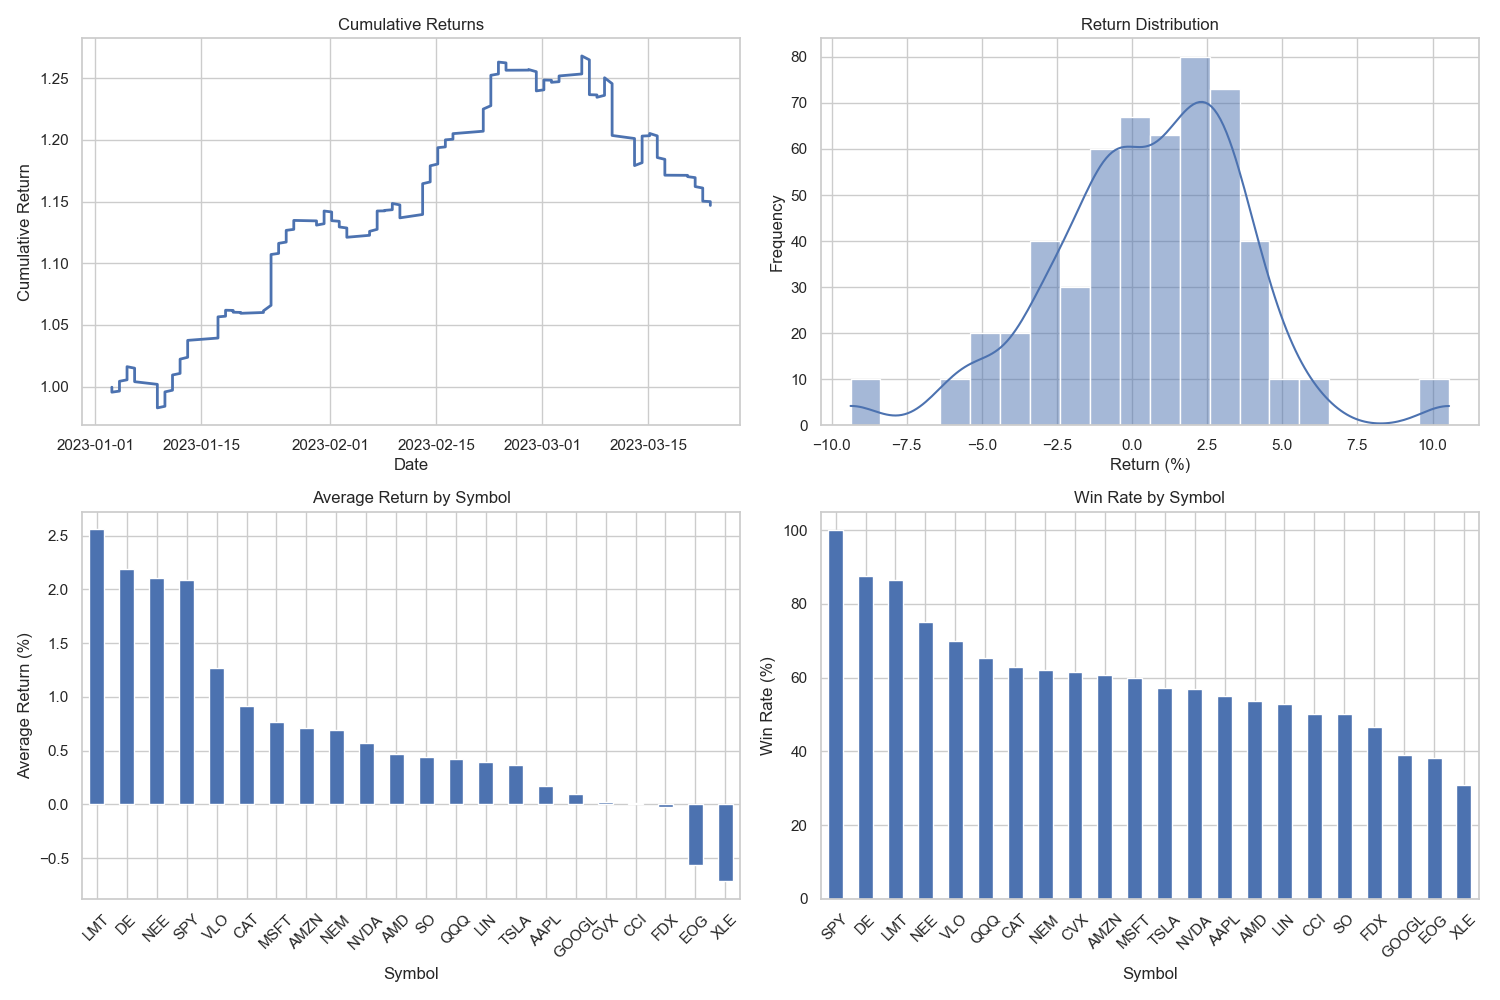 Cumulative Returns
Cumulative Return
1.25
1.20
1.15
1.10
1.05
1.00
2023-01-01 2023-01-15 2023-02-01 2023-02-15 2023-03-01 2023-03-15
Date
Return Distribution
Frequency
80
70
60
50
40
30
20
10
0
−10.0 −7.5 −5.0 −2.5 0.0 2.5 5.0 7.5 10.0
Return (%)
Average Return by Symbol
Average Return (%)
2.5
2.0
1.5
1.0
0.5
0.0
−0.5
LMT DE NEE SPY VLO CAT MSFT AMZN NEM NVDA AMD SO QQQ LIN TSLA AAPL GOOGL CVX CCI FDX EOG XLE
Symbol
Win Rate by Symbol
Win Rate (%)
100
80
60
40
20
0
SPY DE LMT NEE VLO QQQ CAT NEM CVX AMZN MSFT TSLA NVDA AAPL AMD LIN CCI SO FDX GOOGL EOG XLE
Symbol